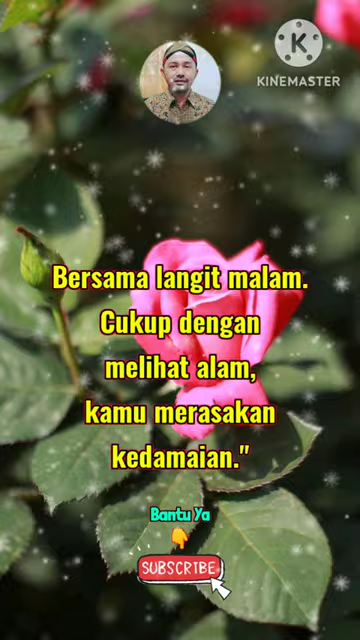 KINEMASTER
Bersama langit malam.
Cukup dengan
melihat alam,
kamu merasakan
kedamaian."
Bantu Ya
SUBSCRIBE